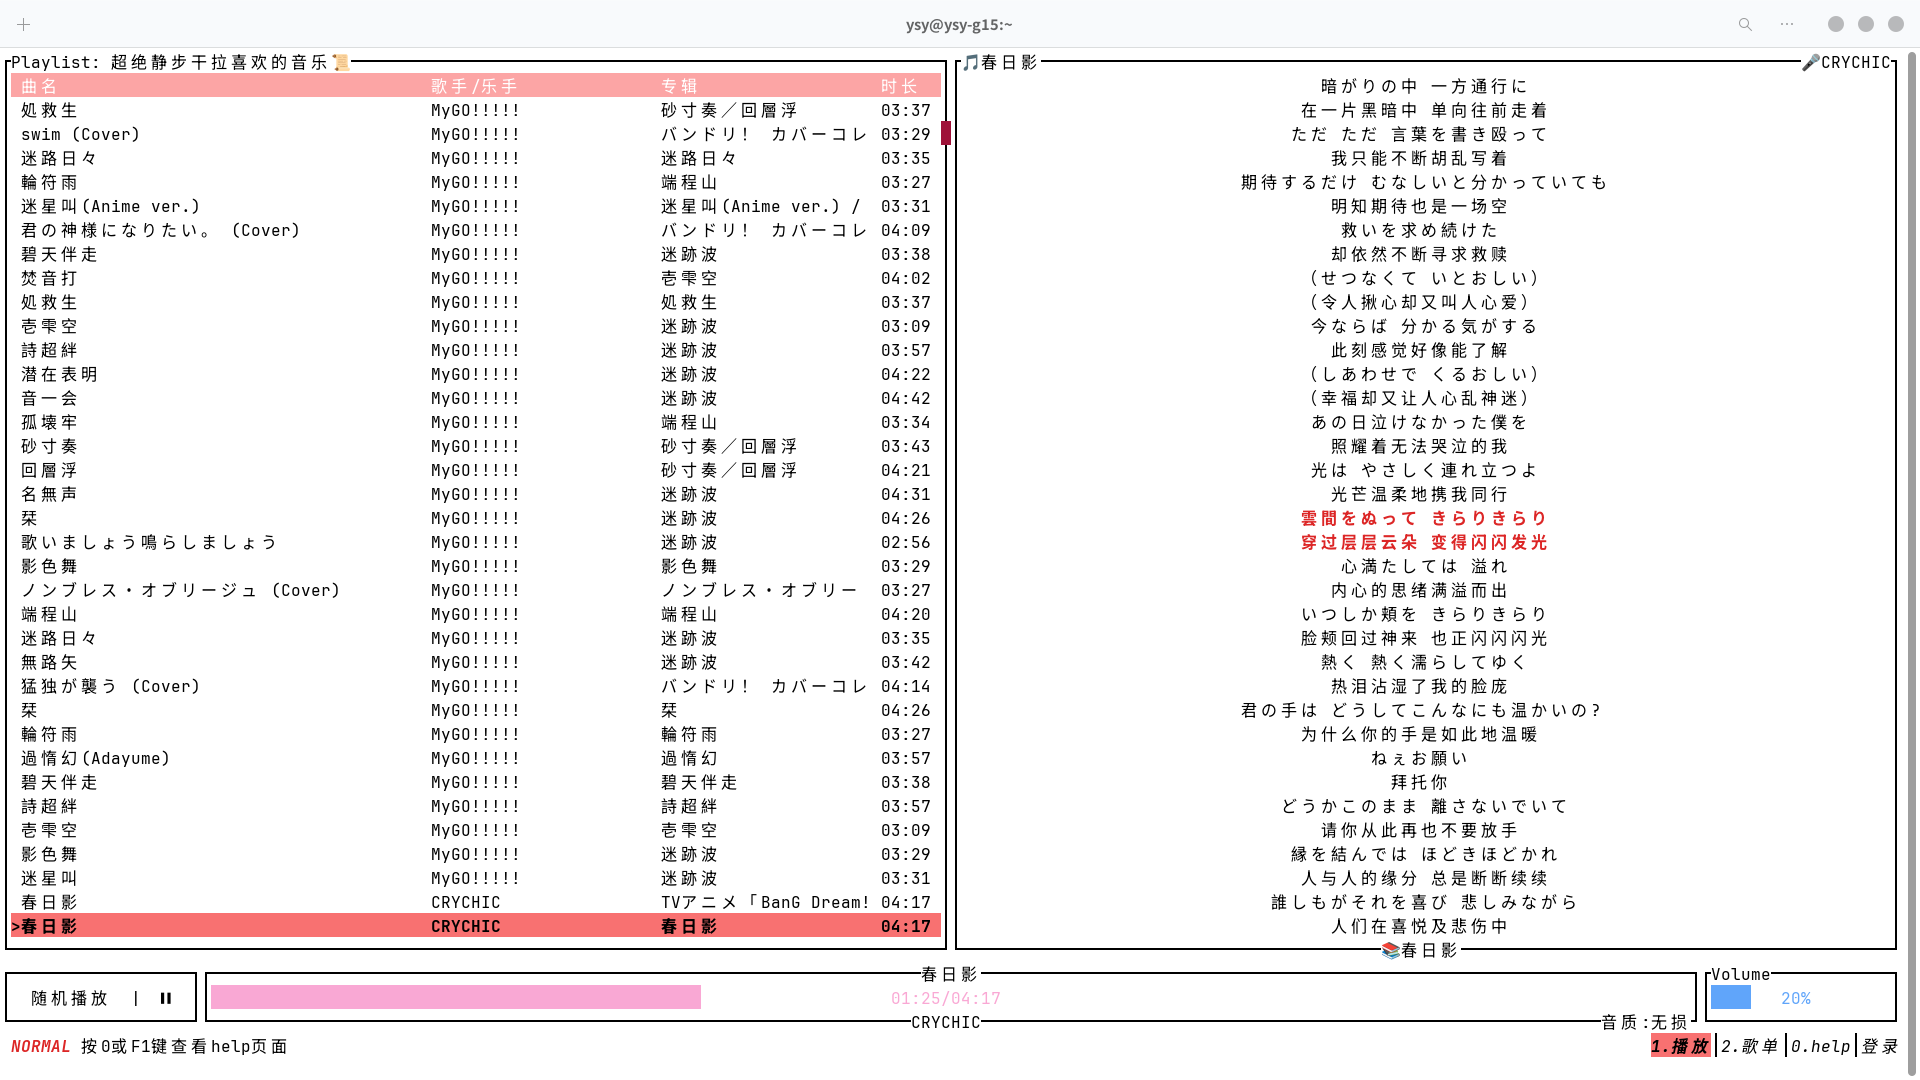 ysy@ysy-g15:~
Playlist: 超绝静步干拉喜欢的音乐📜
曲名 歌手/乐手 专辑 时长
処救生 MyGO!!!!! 砂寸奏／回層浮 03:37
swim (Cover) MyGO!!!!! バンドリ！ カバーコレ 03:29
迷路日々 MyGO!!!!! 迷路日々 03:35
輪符雨 MyGO!!!!! 端程山 03:27
迷星叫(Anime ver.) MyGO!!!!! 迷星叫(Anime ver.) / 03:31
君の神様になりたい。 (Cover) MyGO!!!!! バンドリ！ カバーコレ 04:09
碧天伴走 MyGO!!!!! 迷跡波 03:38
焚音打 MyGO!!!!! 壱雫空 04:02
処救生 MyGO!!!!! 処救生 03:37
壱雫空 MyGO!!!!! 迷跡波 03:09
詩超絆 MyGO!!!!! 迷跡波 03:57
潜在表明 MyGO!!!!! 迷跡波 04:22
音一会 MyGO!!!!! 迷跡波 04:42
孤壊牢 MyGO!!!!! 端程山 03:34
砂寸奏 MyGO!!!!! 砂寸奏／回層浮 03:43
回層浮 MyGO!!!!! 砂寸奏／回層浮 04:21
名無声 MyGO!!!!! 迷跡波 04:31
栞 MyGO!!!!! 迷跡波 04:26
歌いましょう鳴らしましょう MyGO!!!!! 迷跡波 02:56
影色舞 MyGO!!!!! 影色舞 03:29
ノンブレス・オブリージュ (Cover) MyGO!!!!! ノンブレス・オブリー 03:27
端程山 MyGO!!!!! 端程山 04:20
迷路日々 MyGO!!!!! 迷跡波 03:35
無路矢 MyGO!!!!! 迷跡波 03:42
猛独が襲う (Cover) MyGO!!!!! バンドリ！ カバーコレ 04:14
栞 MyGO!!!!! 栞 04:26
輪符雨 MyGO!!!!! 輪符雨 03:27
過惰幻(Adayume) MyGO!!!!! 過惰幻 03:57
碧天伴走 MyGO!!!!! 碧天伴走 03:38
詩超絆 MyGO!!!!! 詩超絆 03:57
壱雫空 MyGO!!!!! 壱雫空 03:09
影色舞 MyGO!!!!! 迷跡波 03:29
迷星叫 MyGO!!!!! 迷跡波 03:31
春日影 CRYCHIC TVアニメ「BanG Dream! 04:17
>春日影 CRYCHIC 春日影 04:17
🎵春日影 🎤CRYCHIC
暗がりの中 一方通行に
在一片黑暗中 单向往前走着
ただ ただ 言葉を書き殴って
我只能不断胡乱写着
期待するだけ むなしいと分かっていても
明知期待也是一场空
救いを求め続けた
却依然不断寻求救赎
（せつなくて いとおしい）
（令人揪心却又叫人心爱）
今ならば 分かる気がする
此刻感觉好像能了解
（しあわせで くるおしい）
（幸福却又让人心乱神迷）
あの日泣けなかった僕を
照耀着无法哭泣的我
光は やさしく連れ立つよ
光芒温柔地携我同行
雲間をぬって きらりきらり
穿过层层云朵 变得闪闪发光
心満たしては 溢れ
内心的思绪满溢而出
いつしか頬を きらりきらり
脸颊回过神来 也正闪闪闪光
熱く 熱く濡らしてゆく
热泪沾湿了我的脸庞
君の手は どうしてこんなにも温かいの?
为什么你的手是如此地温暖
ねぇお願い
拜托你
どうかこのまま 離さないでいて
请你从此再也不要放手
縁を結んでは ほどきほどかれ
人与人的缘分 总是断断续续
誰しもがそれを喜び 悲しみながら
人们在喜悦及悲伤中
📚春日影
随机播放 | ⏸
春日影
01:25/04:17
CRYCHIC
音质:无损
Volume
20%
NORMAL 按0或F1键查看help页面
1.播放|2.歌单|0.help|登录